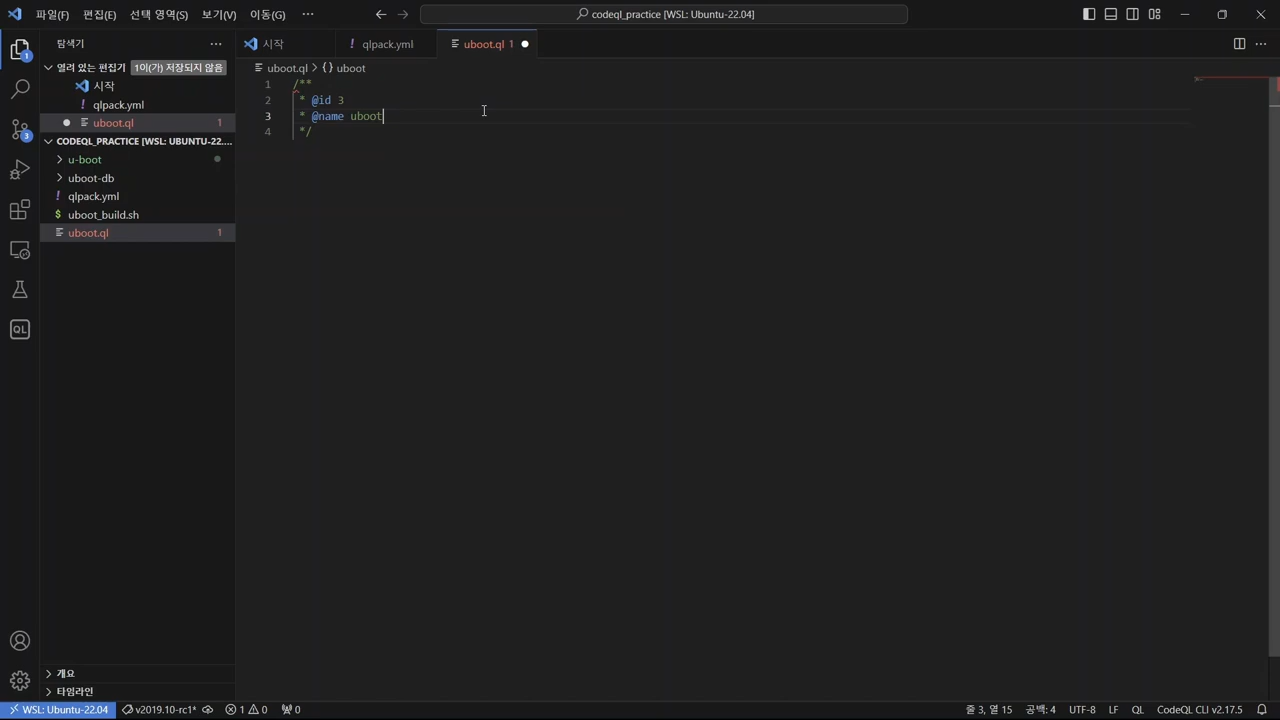 파일(F) 편집(E) 선택 영역(S) 보기(V) 이동(G) ··· codeql_practice [WSL: Ubuntu-22.04]
탐색기 ···
시작 ! qlpack.yml uboot.ql 1
열려 있는 편집기 1이(가) 저장되지 않음
uboot.ql > {} uboot
시작
! qlpack.yml
uboot.ql 1
CODEQL_PRACTICE [WSL: UBUNTU-22....
u-boot
uboot-db
! qlpack.yml
$ uboot_build.sh
uboot.ql 1
1 /**
2 * @id 3
3 * @name uboot
4 */
1
3
QL
개요
타임라인
WSL: Ubuntu-22.04 v2019.10-rc1* 1 0 0 줄 3, 열 15 공백: 4 UTF-8 LF QL CodeQL CLI v2.17.5